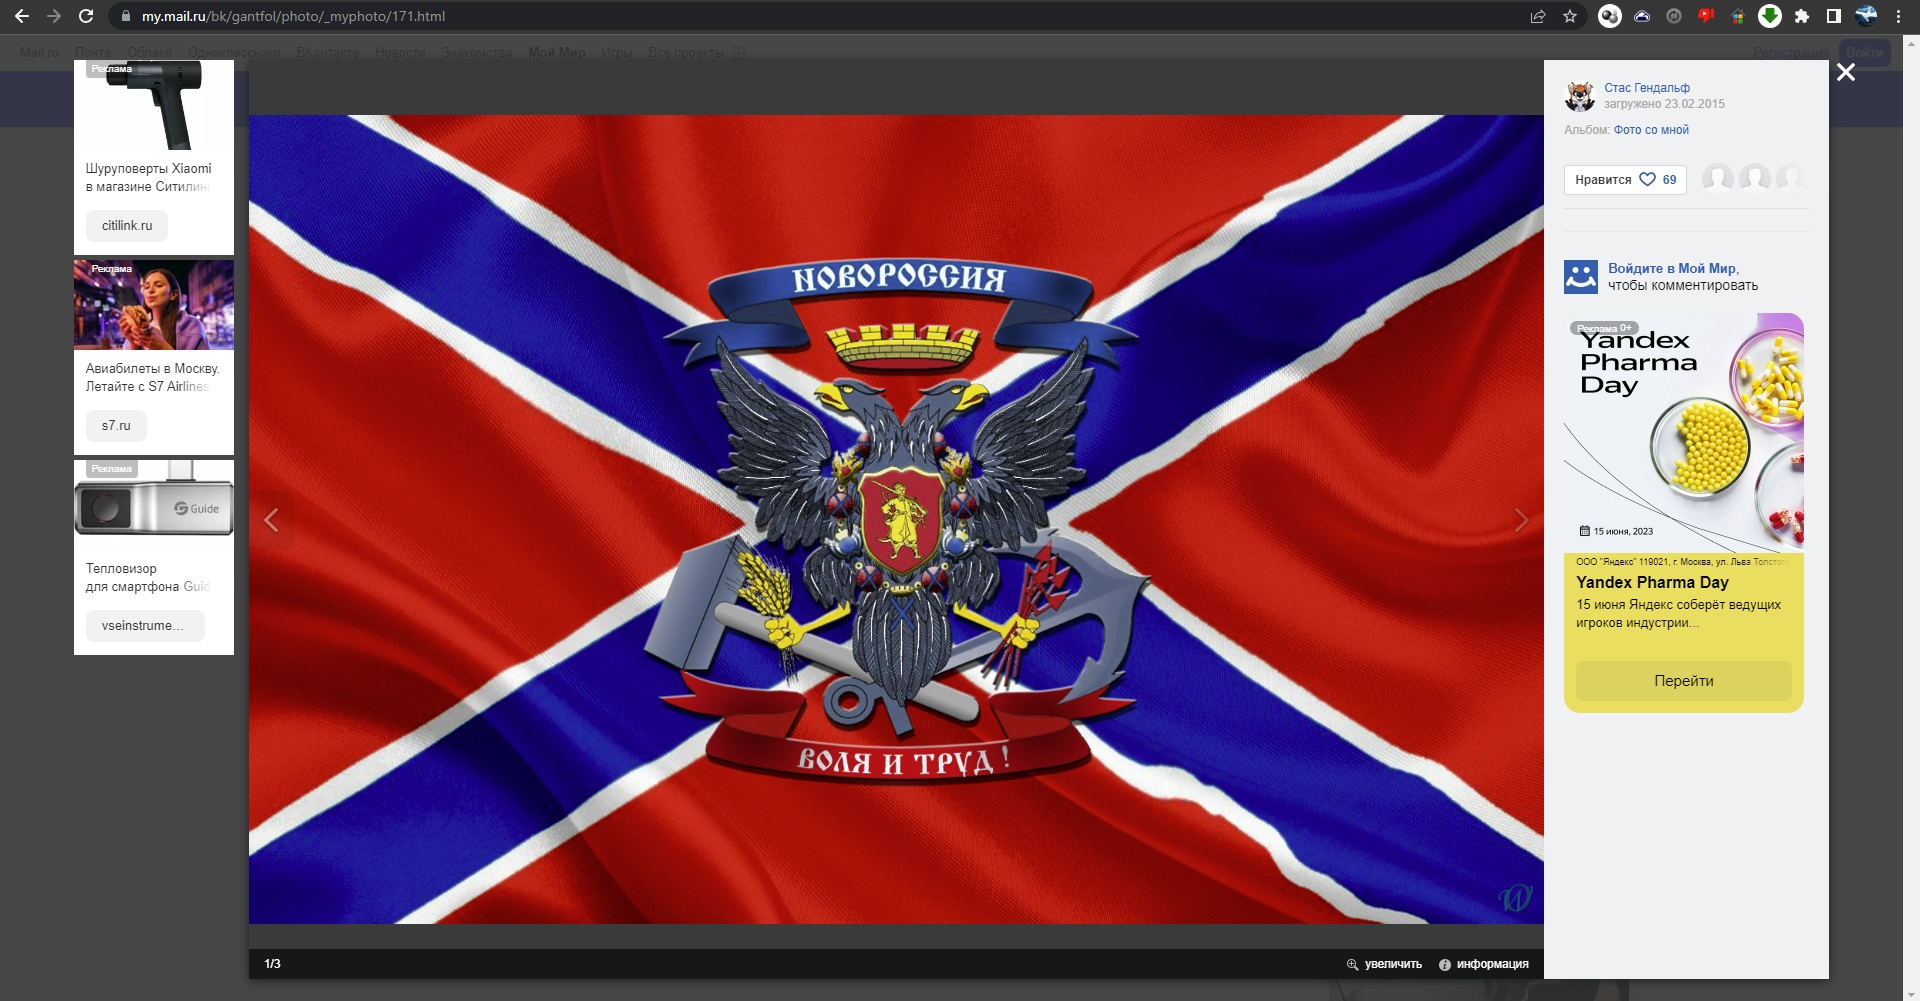 my.mail.ru/bk/gantfol/photo/_myphoto/171.html
Mail.ru Почта Облако Одноклассники ВКонтакте Новости Знакомства Мой Мир Игры Все проекты Регистрация Войти
Реклама
Шуруповерты Xiaomi
в магазине Ситилинк
citilink.ru
Реклама
Авиабилеты в Москву.
Летайте с S7 Airlines
s7.ru
Реклама
Guide
Тепловизор
для смартфона Guid
vseinstrume...
НОВОРОССИЯ
ВОЛЯ И ТРУД!
1/3
увеличить
информация
Стас Гендальф
загружено 23.02.2015
Альбом: Фото со мной
Нравится 69
Войдите в Мой Мир,
чтобы комментировать
Реклама 0+
Yandex
Pharma
Day
15 июня, 2023
ООО "Яндекс" 119021, г. Москва, ул. Льва Толстог
Yandex Pharma Day
15 июня Яндекс соберёт ведущих
игроков индустрии...
Перейти